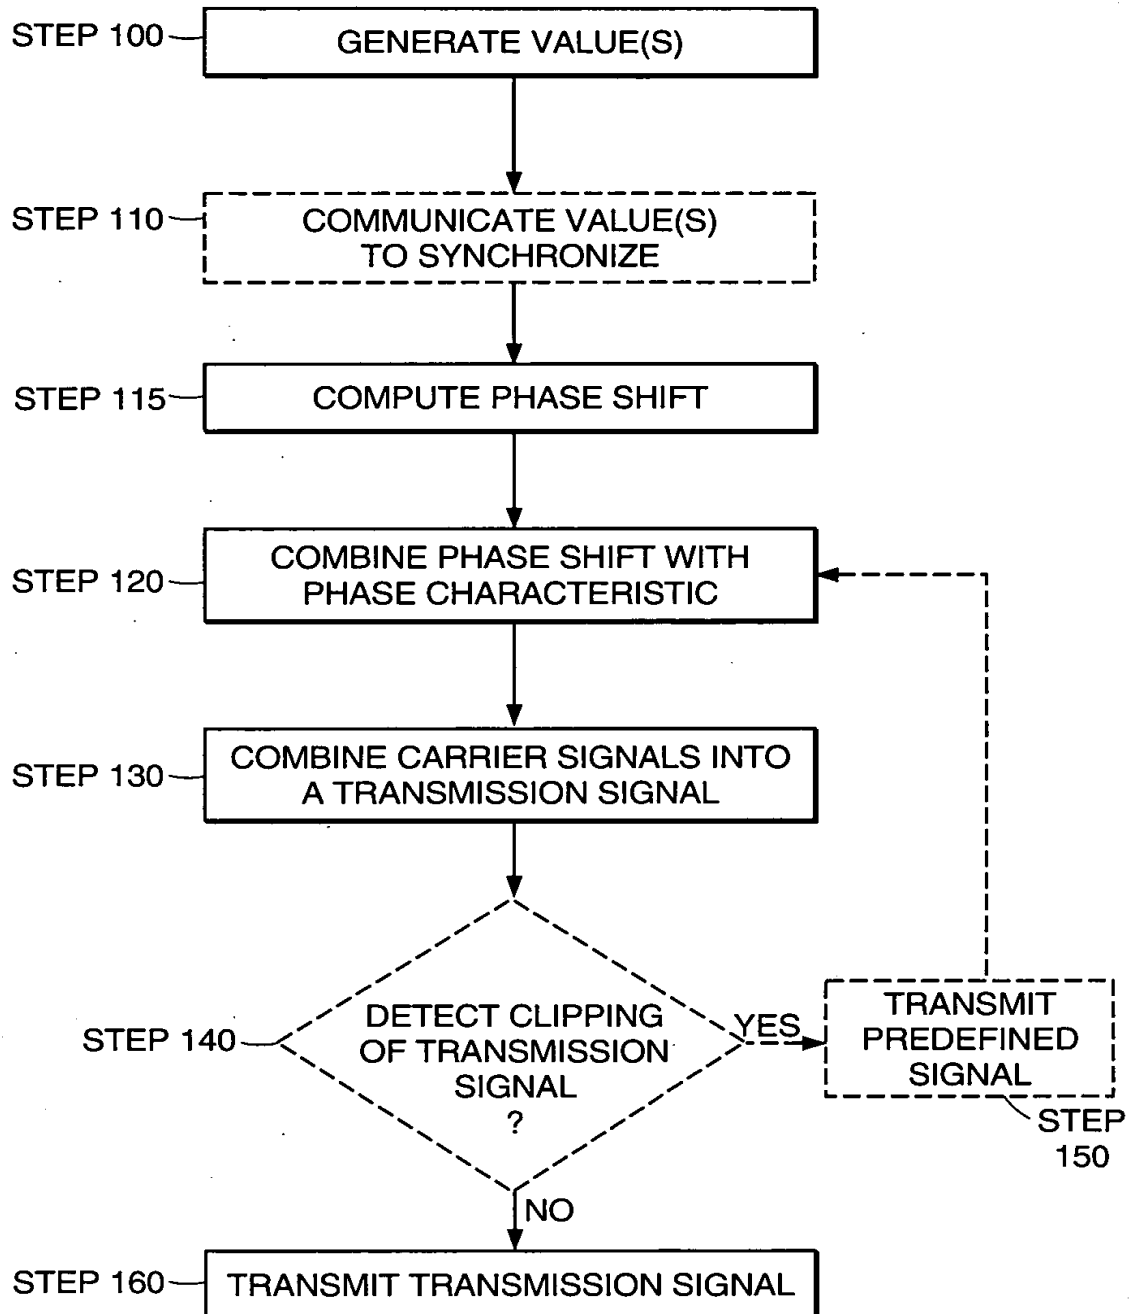 STEP 100
GENERATE VALUE(S)
STEP 110
COMMUNICATE VALUE(S)
TO SYNCHRONIZE
STEP 115
COMPUTE PHASE SHIFT
STEP 120
COMBINE PHASE SHIFT WITH
PHASE CHARACTERISTIC
STEP 130
COMBINE CARRIER SIGNALS INTO
A TRANSMISSION SIGNAL
STEP 140
DETECT CLIPPING
OF TRANSMISSION
SIGNAL
?
YES
TRANSMIT
PREDEFINED
SIGNAL
STEP
150
NO
STEP 160
TRANSMIT TRANSMISSION SIGNAL